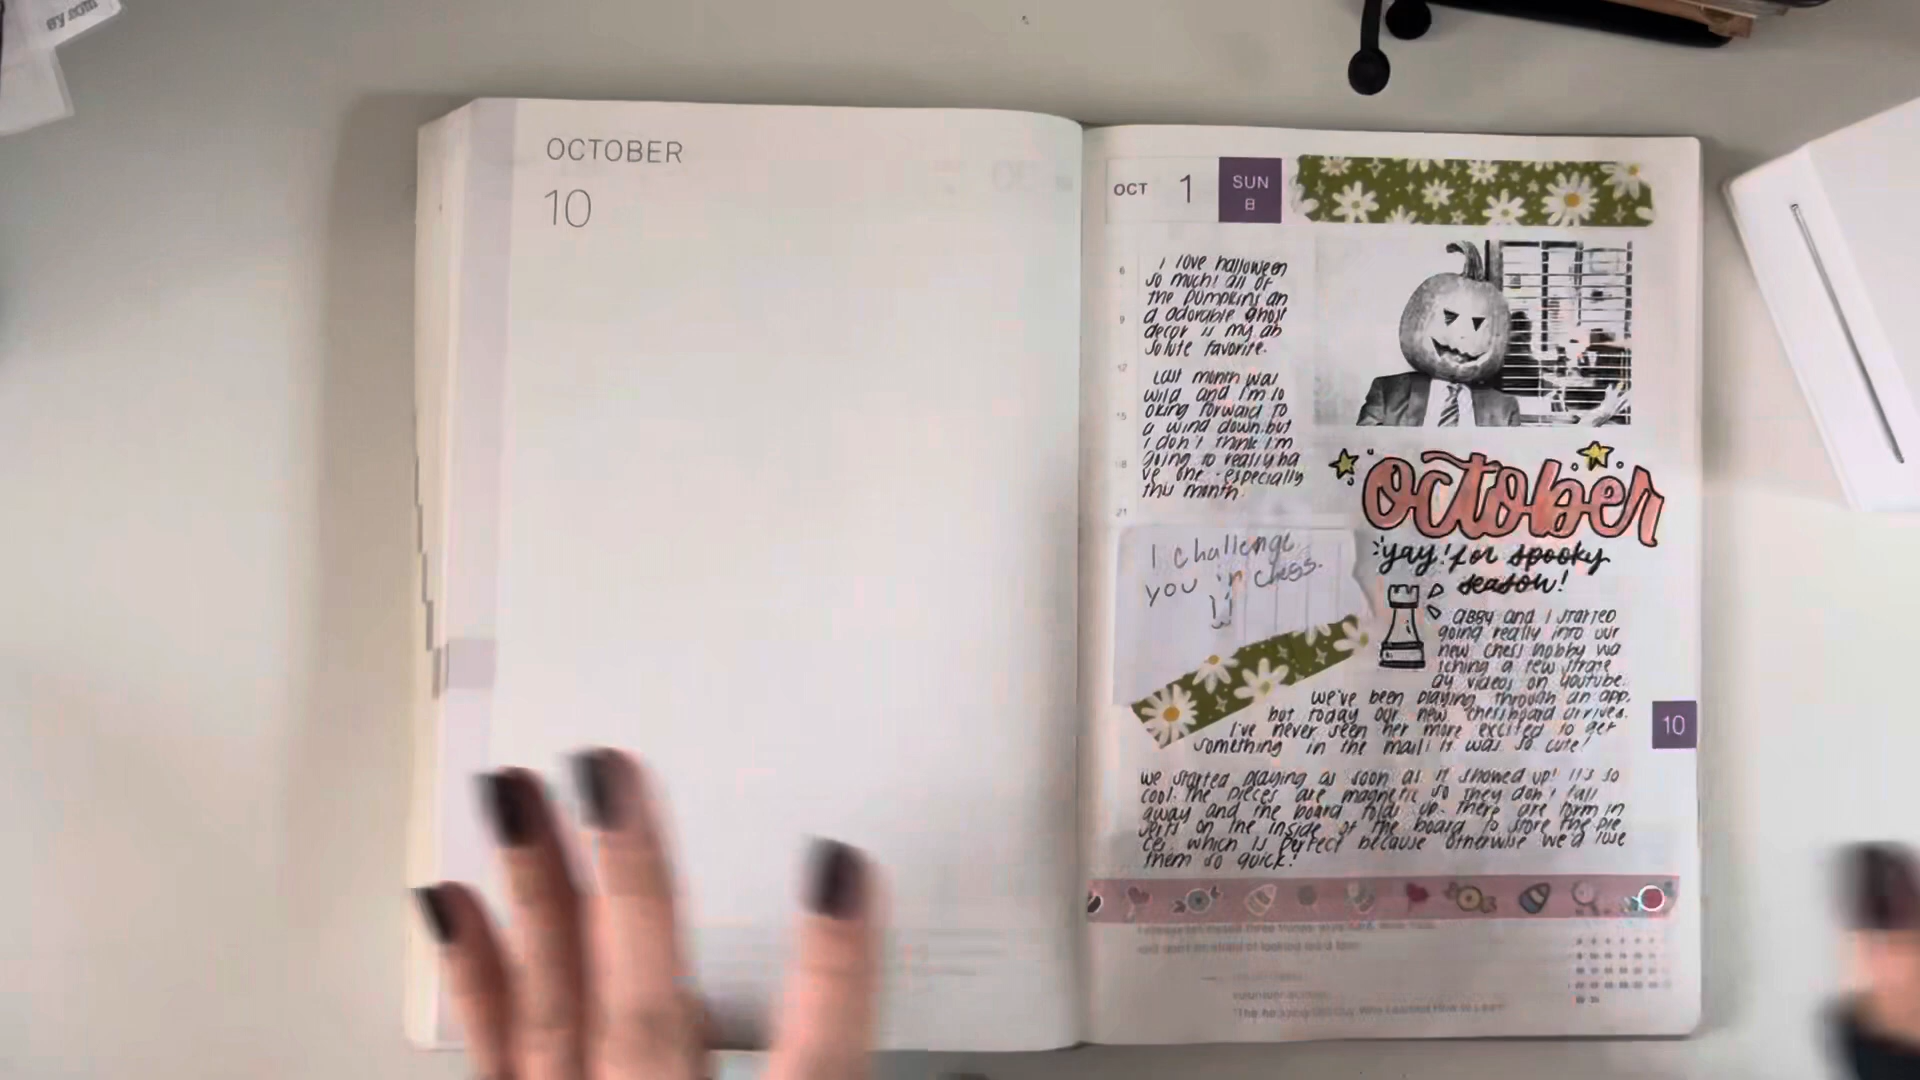 OCTOBER
10
OCT 1 SUN
B
6
9
12
15
18
21
i love halloween
so much! all of
the pumpkins an
d adorable ghost
decor is my ab
solute favorite.
Last month was
wild and i'm lo
oking forward to
a wind down. but
i don't think i'm
going to really ha
ve one - especially
this month.
october
yay! for spooky
season!
I challenge
you in chess.
abby and i started
going really into our
new chess hobby wa
tching a few strate
gy videos on youtube.
we've been playing through an app.
but today our new chessboard arrives.
i've never seen her more excited to get
something in the mail! it was so cute!
10
we started playing as soon as it showed up! it's so
cool. the pieces are magnetic so they don't fall
away and the board folds up. there are form in
serts on the inside of the board to store the pie
ces which is perfect because otherwise we'd lose
them so quick!